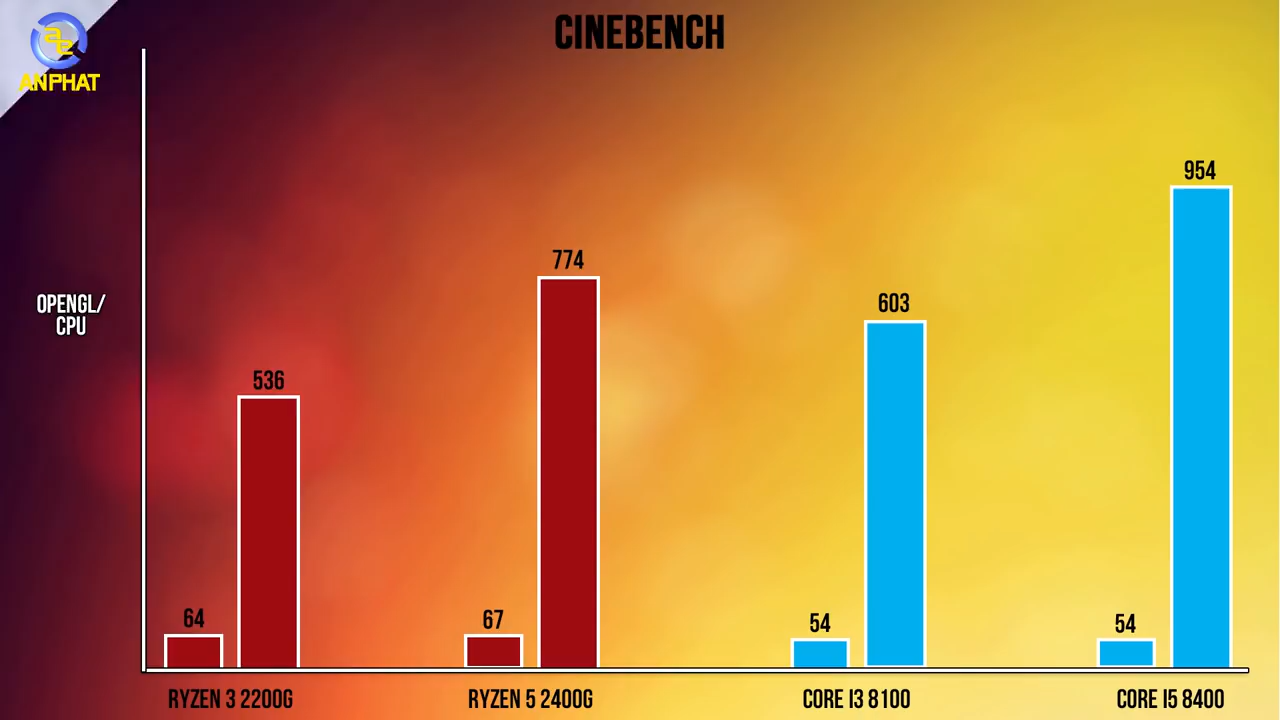 CINEBENCH
ANPHAT
OPENGL/
CPU
64
536
67
774
54
603
54
954
RYZEN 3 2200G
RYZEN 5 2400G
CORE I3 8100
CORE I5 8400